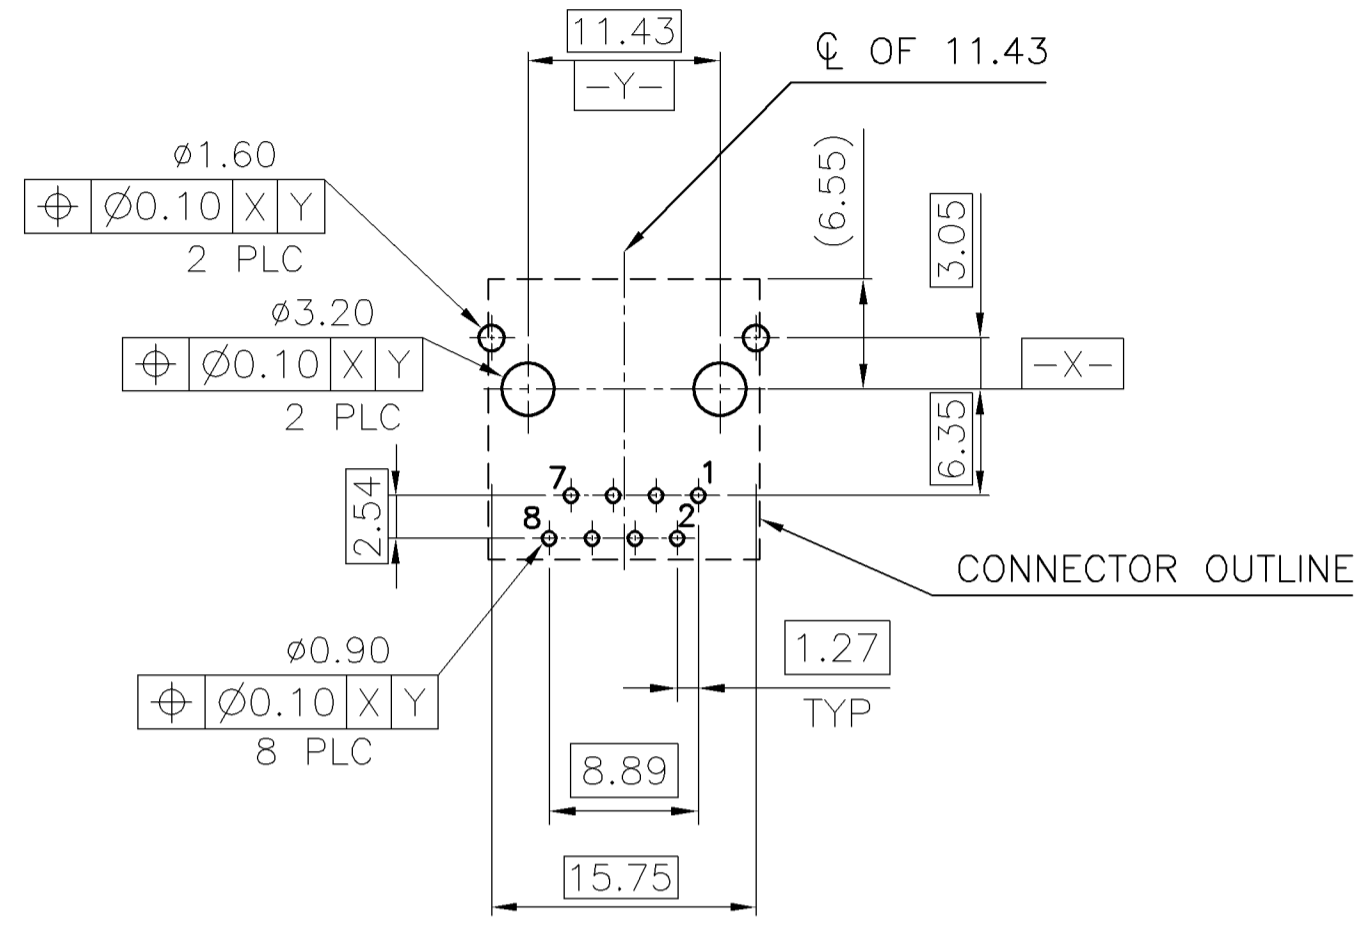 11.43
-Y-
℄ OF 11.43
ø1.60
⌖ Ø0.10 X Y
2 PLC
(6.55)
3.05
ø3.20
⌖ Ø0.10 X Y
2 PLC
-X-
6.35
7 1
2.54
8 2
CONNECTOR OUTLINE
ø0.90
⌖ Ø0.10 X Y
8 PLC
1.27
TYP
8.89
15.75